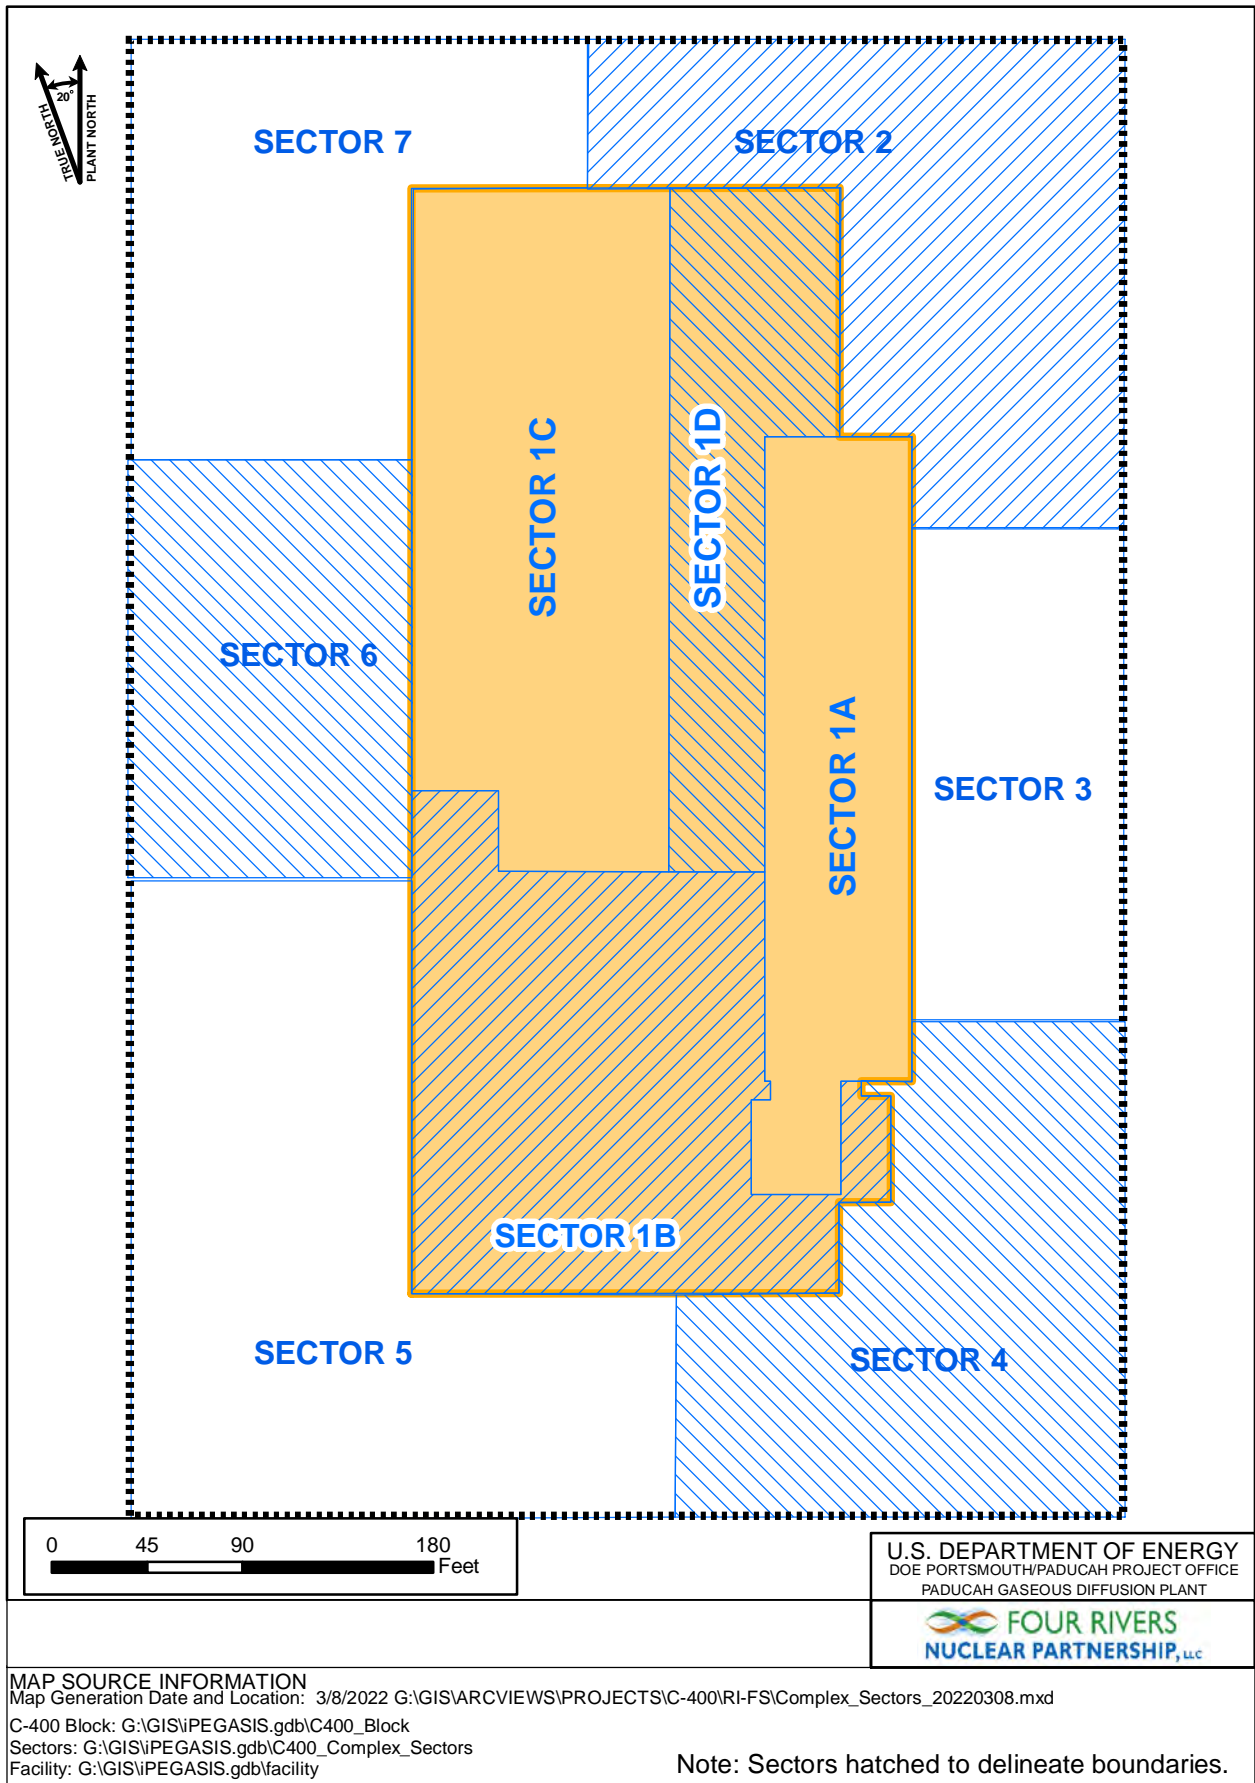 SECTOR 7
SECTOR 2
20°
TRUE NORTH
PLANT NORTH
SECTOR 1C
SECTOR 1D
SECTOR 6
SECTOR 1A
SECTOR 3
SECTOR 1B
SECTOR 5
SECTOR 4
0 45 90 180
Feet
U.S. DEPARTMENT OF ENERGY
DOE PORTSMOUTH/PADUCAH PROJECT OFFICE
PADUCAH GASEOUS DIFFUSION PLANT
FOUR RIVERS
NUCLEAR PARTNERSHIP, LLC
MAP SOURCE INFORMATION
Map Generation Date and Location: 3/8/2022 G:\GIS\ARCVIEWS\PROJECTS\C-400\RI-FS\Complex_Sectors_20220308.mxd
C-400 Block: G:\GIS\iPEGASIS.gdb\C400_Block
Sectors: G:\GIS\iPEGASIS.gdb\C400_Complex_Sectors
Facility: G:\GIS\iPEGASIS.gdb\facility
Note: Sectors hatched to delineate boundaries.